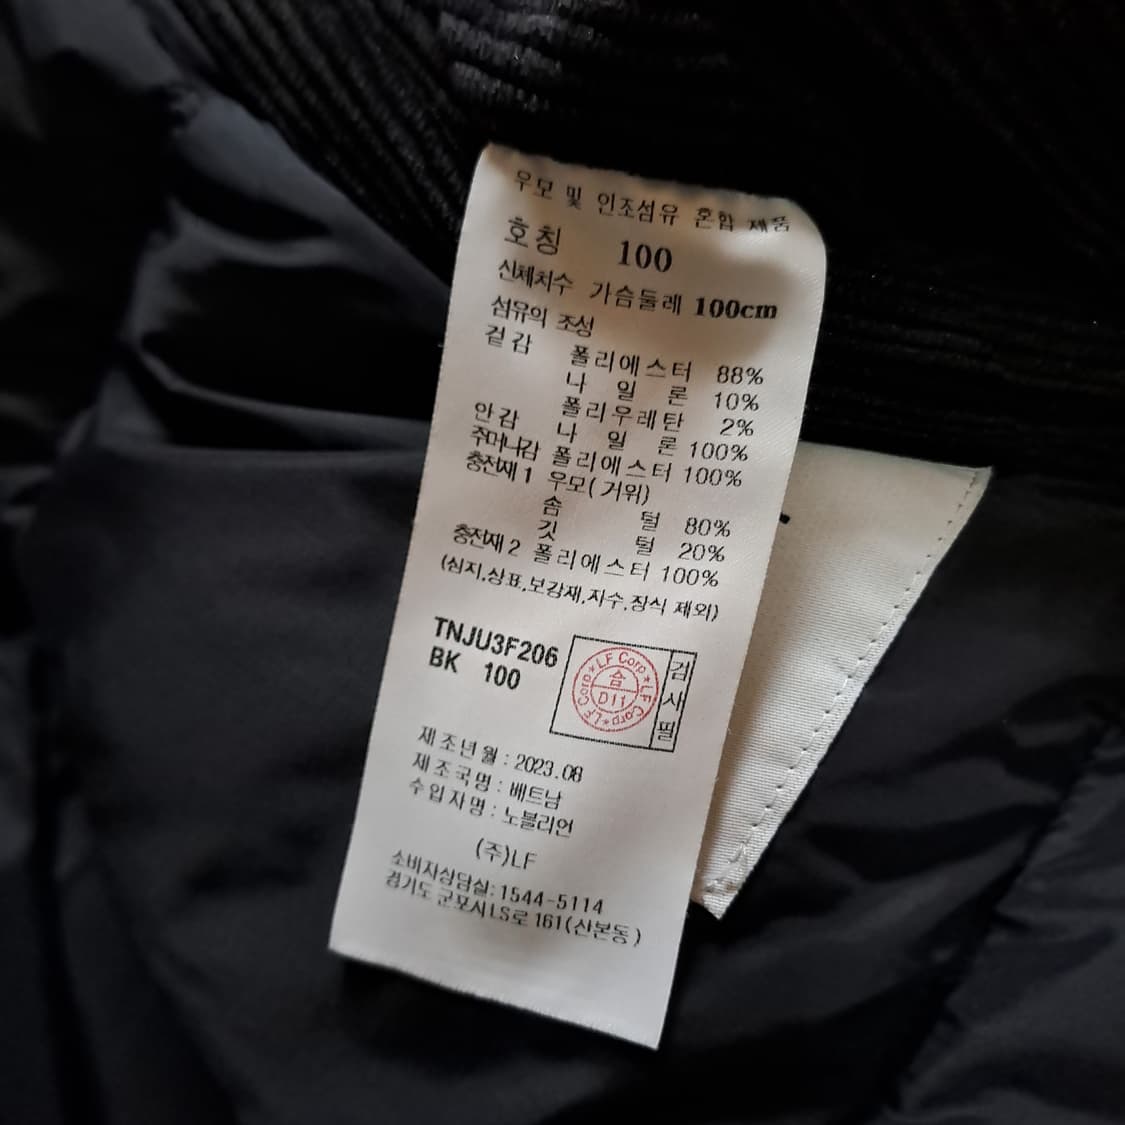 우모 및 인조섬유 혼합 제품
호칭 100
신체치수 가슴둘레 100cm
섬유의 조성
겉감 폴리에스터 88%
나일론 10%
폴리우레탄 2%
안감 나일론 100%
주머니감 폴리에스터 100%
충전재1 우모(거위)
솜털 80%
깃털 20%
충전재2 폴리에스터 100%
(심지,상표,보강재,자수,장식 제외)
TNJU3F206
BK 100
LF Corp★LF Corp★LF Corp★
合
D11
검사필
제조년월 : 2023.08
제조국명 : 베트남
수입자명 : 노블리언
(주)LF
소비자상담실: 1544-5114
경기도 군포시LS로 161(산본동)